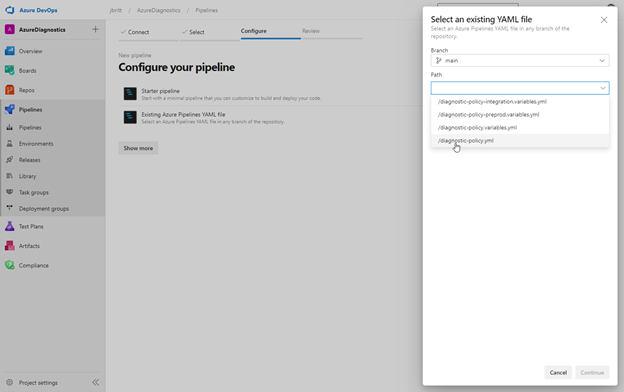 Azure DevOps
jbritt / AzureDiagnostics / Pipelines
A AzureDiagnostics
Overview
Boards
Repos
Pipelines
Pipelines
Environments
Releases
Library
Task groups
Deployment groups
Test Plans
Artifacts
Compliance
Project settings
Connect
Select
Configure
Review
New pipeline
Configure your pipeline
Starter pipeline
Start with a minimal pipeline that you can customize to build and deploy your code.
Existing Azure Pipelines YAML file
Select an Azure Pipelines YAML file in any branch of the repository.
Show more
Select an existing YAML file
Select an Azure Pipelines YAML file in any branch of the
repository.
Branch
main
Path
/diagnostic-policy-integration.variables.yml
/diagnostic-policy-preprod.variables.yml
/diagnostic-policy.variables.yml
/diagnostic-policy.yml
Cancel
Continue